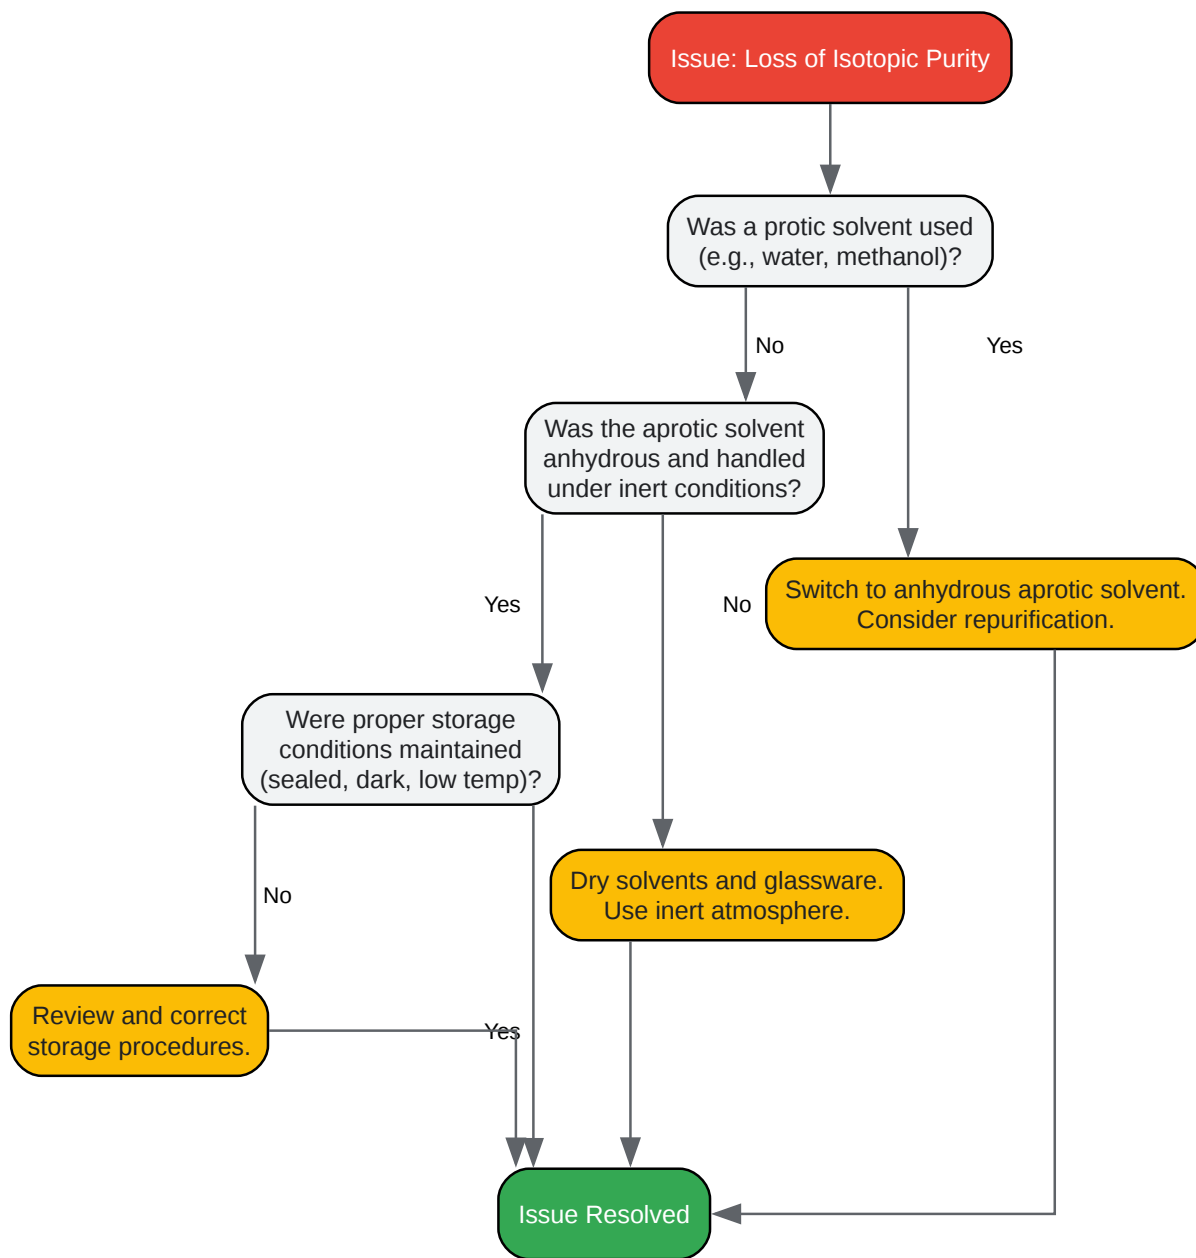 Issue: Loss of Isotopic Purity
Was a protic solvent used
(e.g., water, methanol)?
No
Yes
Was the aprotic solvent
anhydrous and handled
under inert conditions?
Yes
No
Switch to anhydrous aprotic solvent.
Consider repurification.
Were proper storage
conditions maintained
(sealed, dark, low temp)?
No
Dry solvents and glassware.
Use inert atmosphere.
Review and correct
storage procedures.
Yes
Issue Resolved